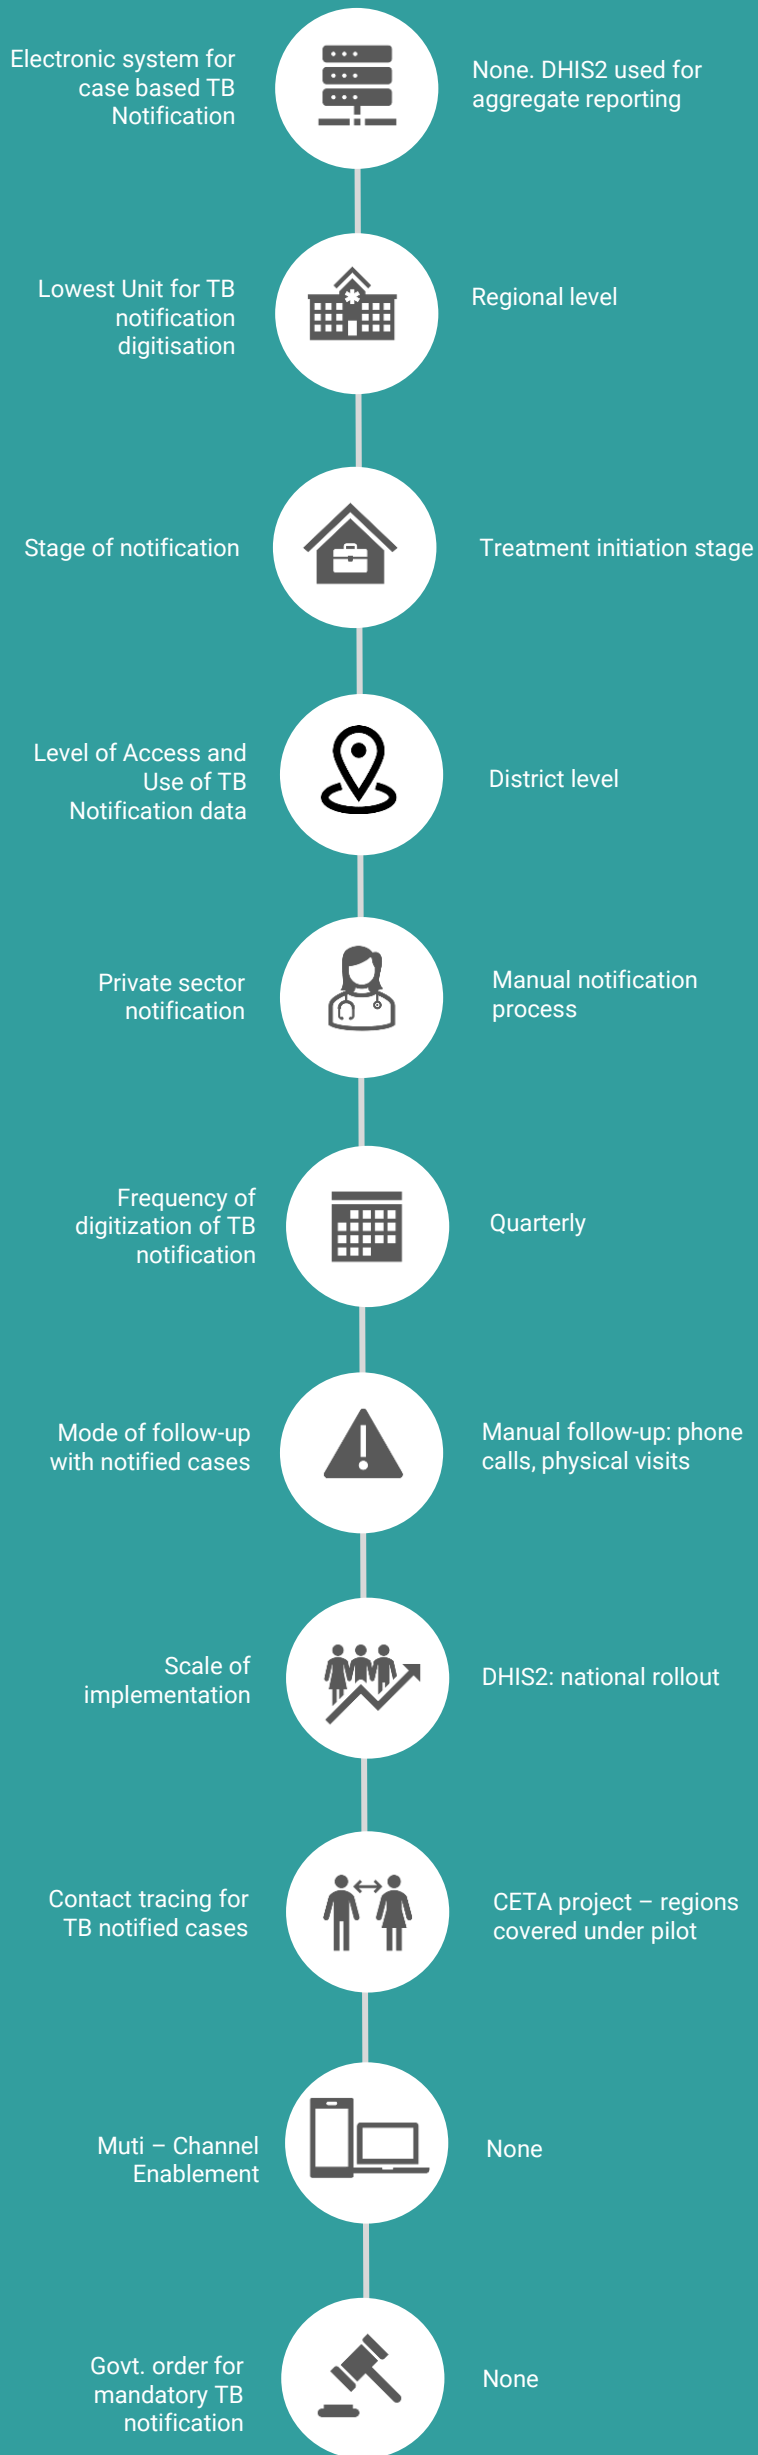 Electronic system for
case based TB
Notification
None. DHIS2 used for
aggregate reporting
Lowest Unit for TB
notification
digitisation
Regional level
Stage of notification
Treatment initiation stage
Level of Access and
Use of TB
Notification data
District level
Private sector
notification
Manual notification
process
Frequency of
digitization of TB
notification
Quarterly
Mode of follow-up
with notified cases
Manual follow-up: phone
calls, physical visits
Scale of
implementation
DHIS2: national rollout
Contact tracing for
TB notified cases
CETA project – regions
covered under pilot
Muti – Channel
Enablement
None
Govt. order for
mandatory TB
notification
None